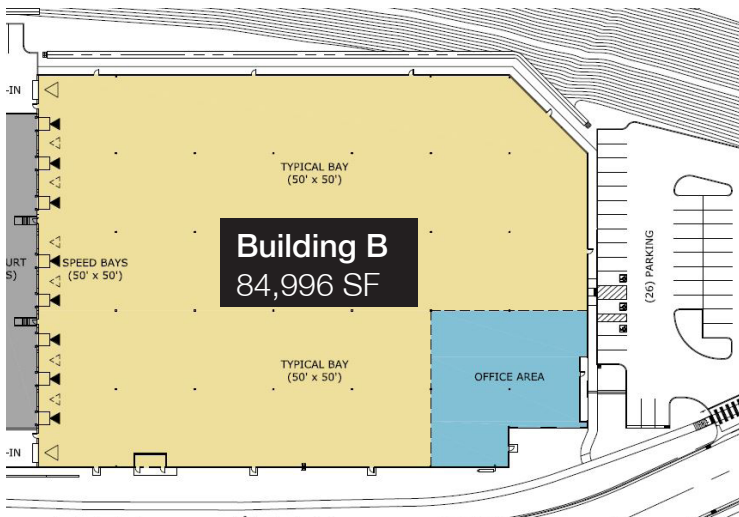 -IN
TYPICAL BAY
(50' x 50')
Building B
84,996 SF
URT
S)
SPEED BAYS
(50' x 50')
(26) PARKING
TYPICAL BAY
(50' x 50')
OFFICE AREA
-IN